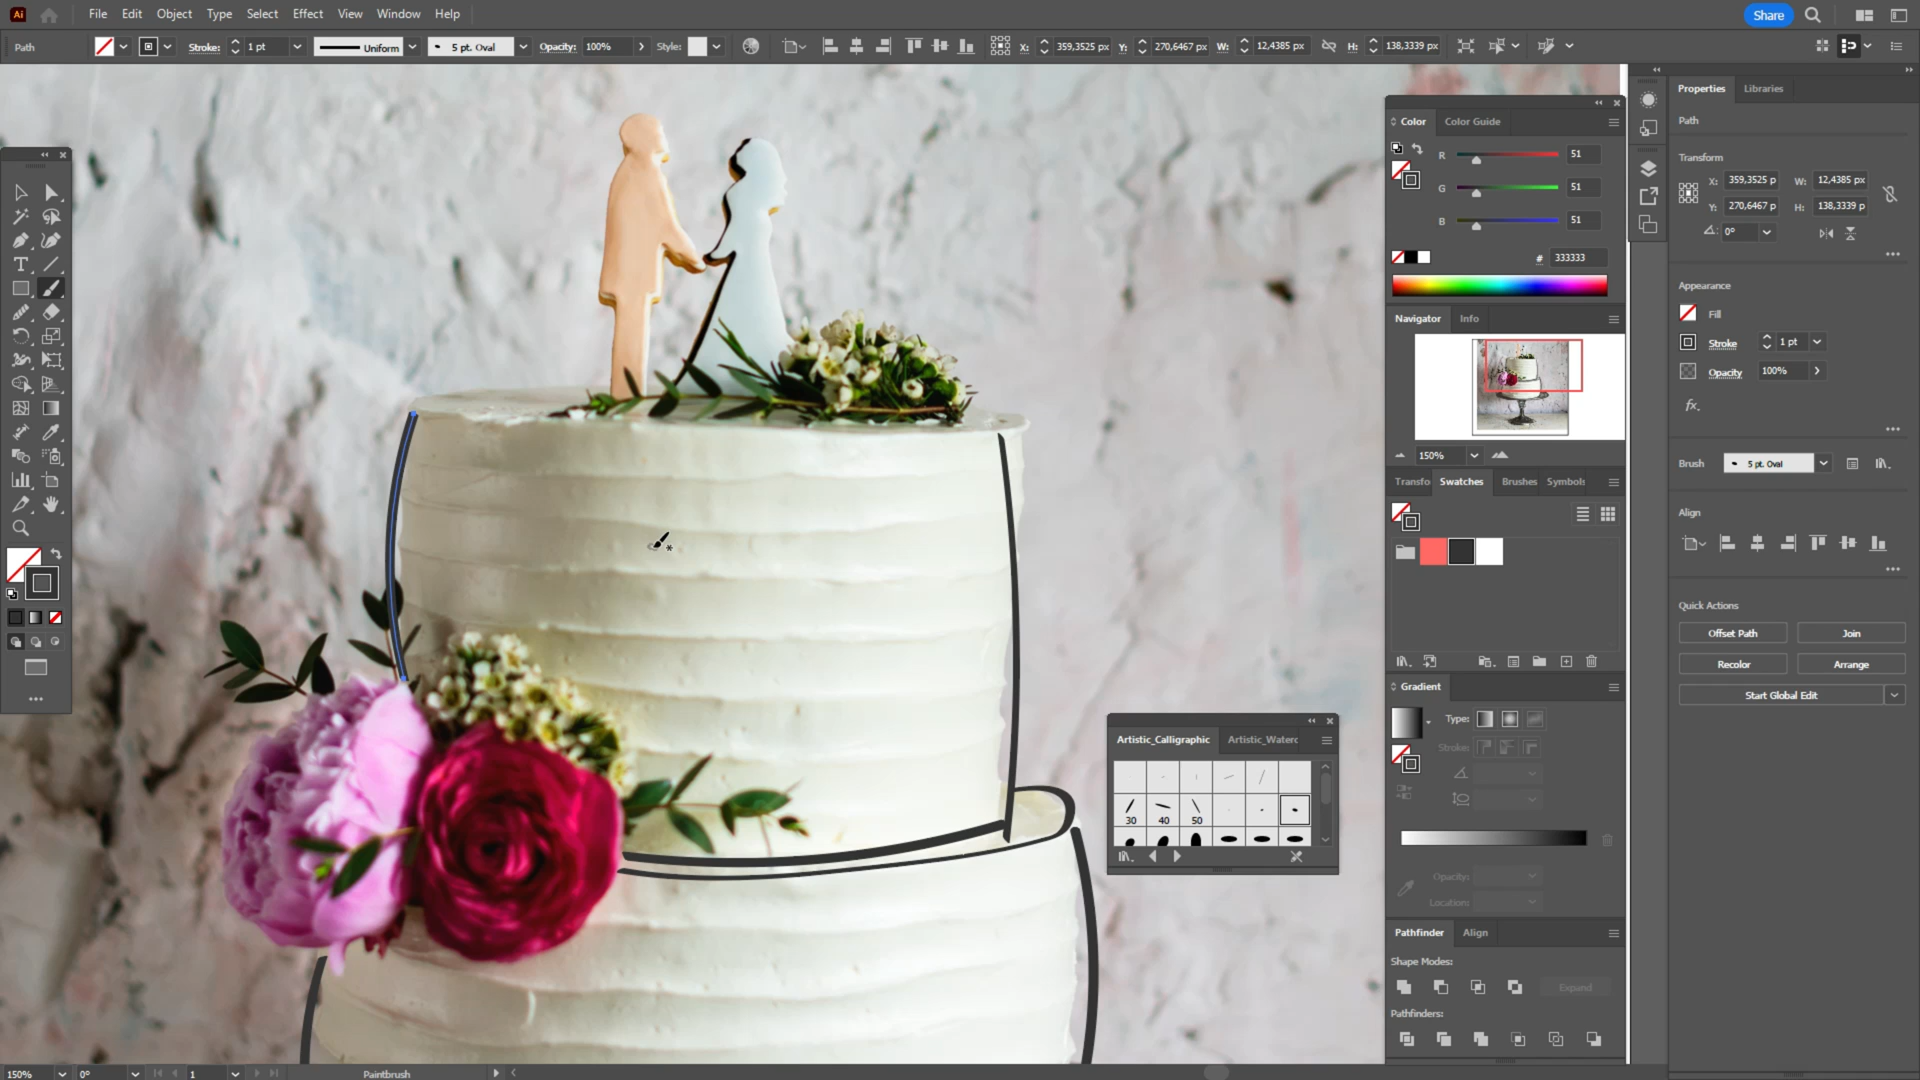 Ai File Edit Object Type Select Effect View Window Help Share
Path Stroke: 1 pt Uniform 5 pt. Oval Opacity: 100% Style: X: 359,3525 px Y: 270,6467 px W: 12,4385 px H: 138,3339 px
Color Color Guide
R 51
G 51
B 51
# 333333
Navigator Info
150%
Transfo Swatches Brushes Symbols
Gradient
Type:
Stroke:
Opacity:
Location:
Pathfinder Align
Shape Modes:
Expand
Pathfinders:
Properties Libraries
Path
Transform
X: 359,3525 p W: 12,4385 px
Y: 270,6467 p H: 138,3339 p
0°
Appearance
Fill
Stroke 1 pt
Opacity 100%
fx.
Brush 5 pt. Oval
Align
Quick Actions
Offset Path Join
Recolor Arrange
Start Global Edit
Artistic_Calligraphic Artistic_Waterc
30 40 50
150% 0° 1 Paintbrush